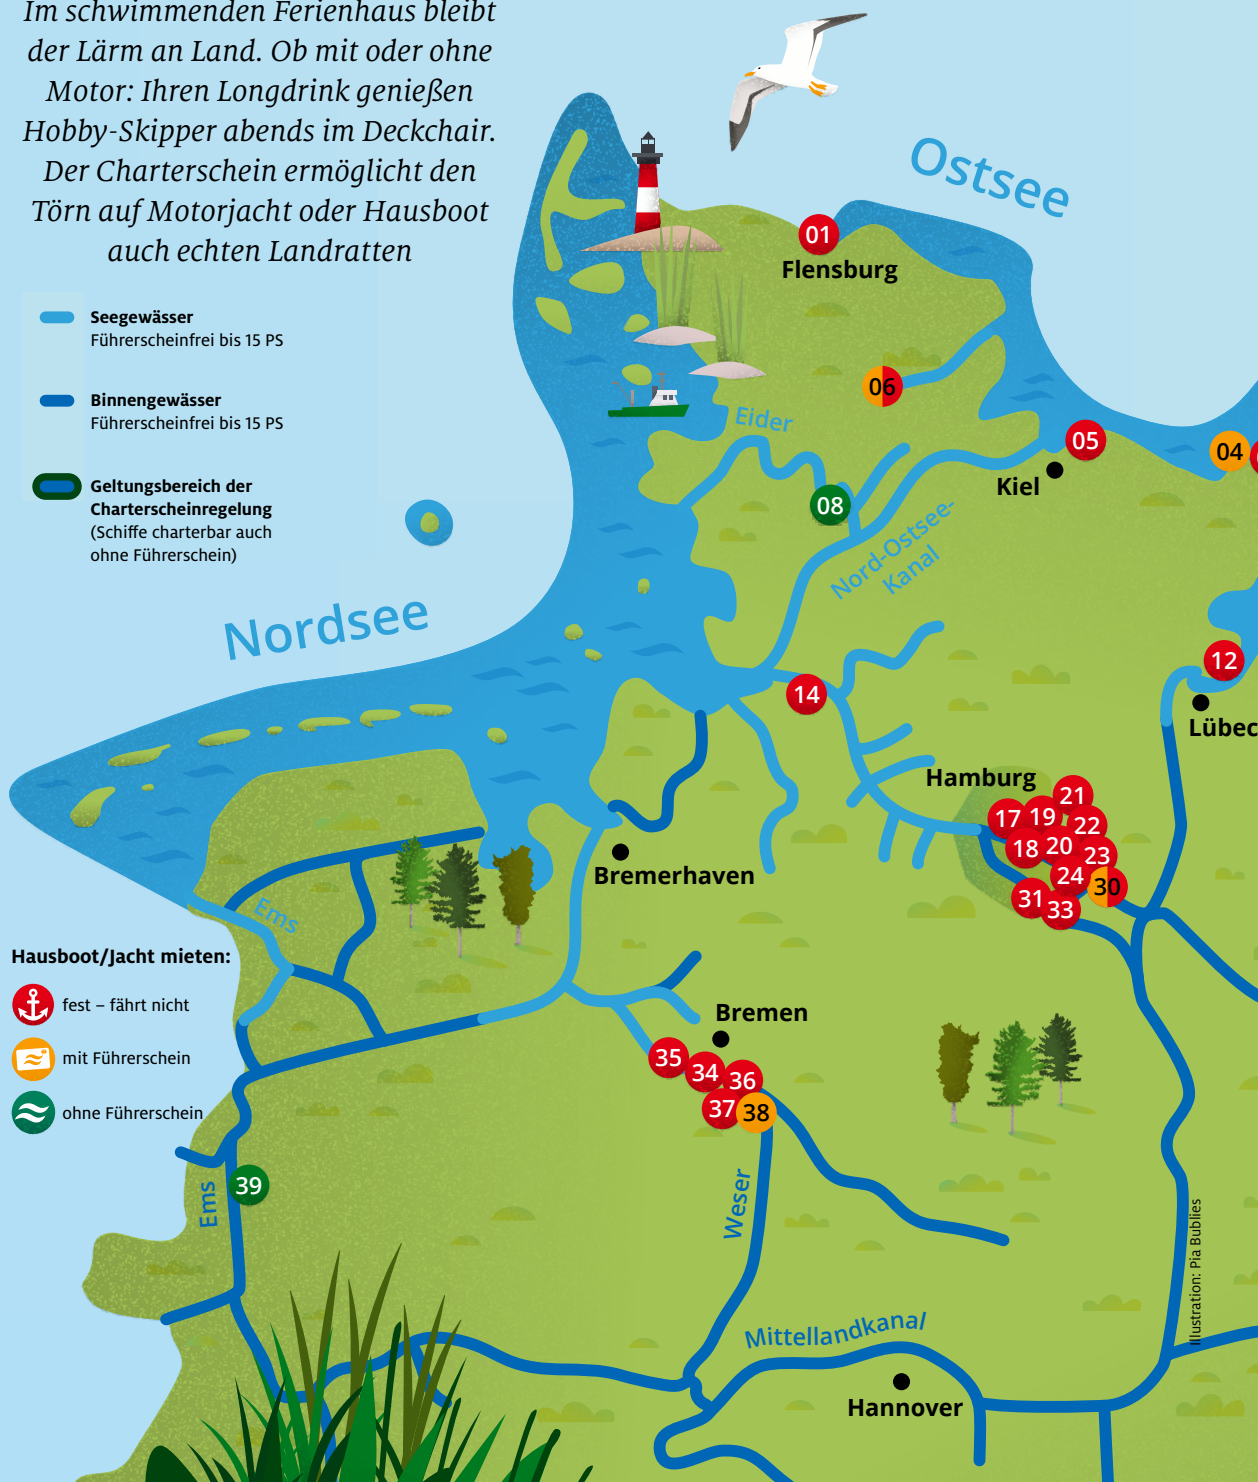 Im schwimmenden Ferienhaus bleibt
der Lärm an Land. Ob mit oder ohne
Motor: Ihren Longdrink genießen
Hobby-Skipper abends im Deckchair.
Der Charterschein ermöglicht den
Törn auf Motorjacht oder Hausboot
auch echten Landratten
Seegewässer
Führerscheinfrei bis 15 PS
Binnengewässer
Führerscheinfrei bis 15 PS
Geltungsbereich der
Charterscheinregelung
(Schiffe charterbar auch
ohne Führerschein)
Ostsee
01
Flensburg
06
Eider
05
04
Kiel
08
Nord-Ostsee-
Kanal
Nordsee
12
14
Lübec
Hamburg
21
17
19
22
18
20
23
24
30
31
33
Bremerhaven
Ems
Hausboot/Jacht mieten:
fest – fährt nicht
mit Führerschein
ohne Führerschein
Bremen
35
34
36
37
38
39
Ems
Weser
Illustration: Pia Bublies
Mittellandkanal
Hannover